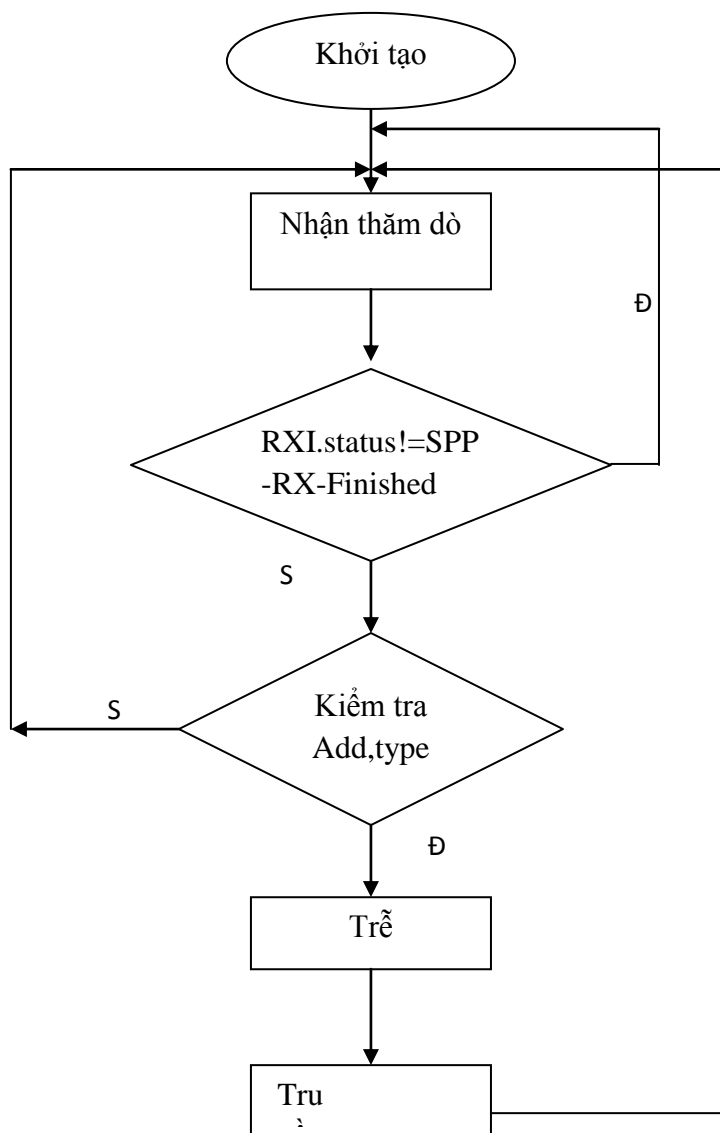 Khởi tạo
Nhận thăm dò
Đ
RXI.status!=SPP
-RX-Finished
S
S
Kiểm tra
Add,type
Đ
Trễ
Tru